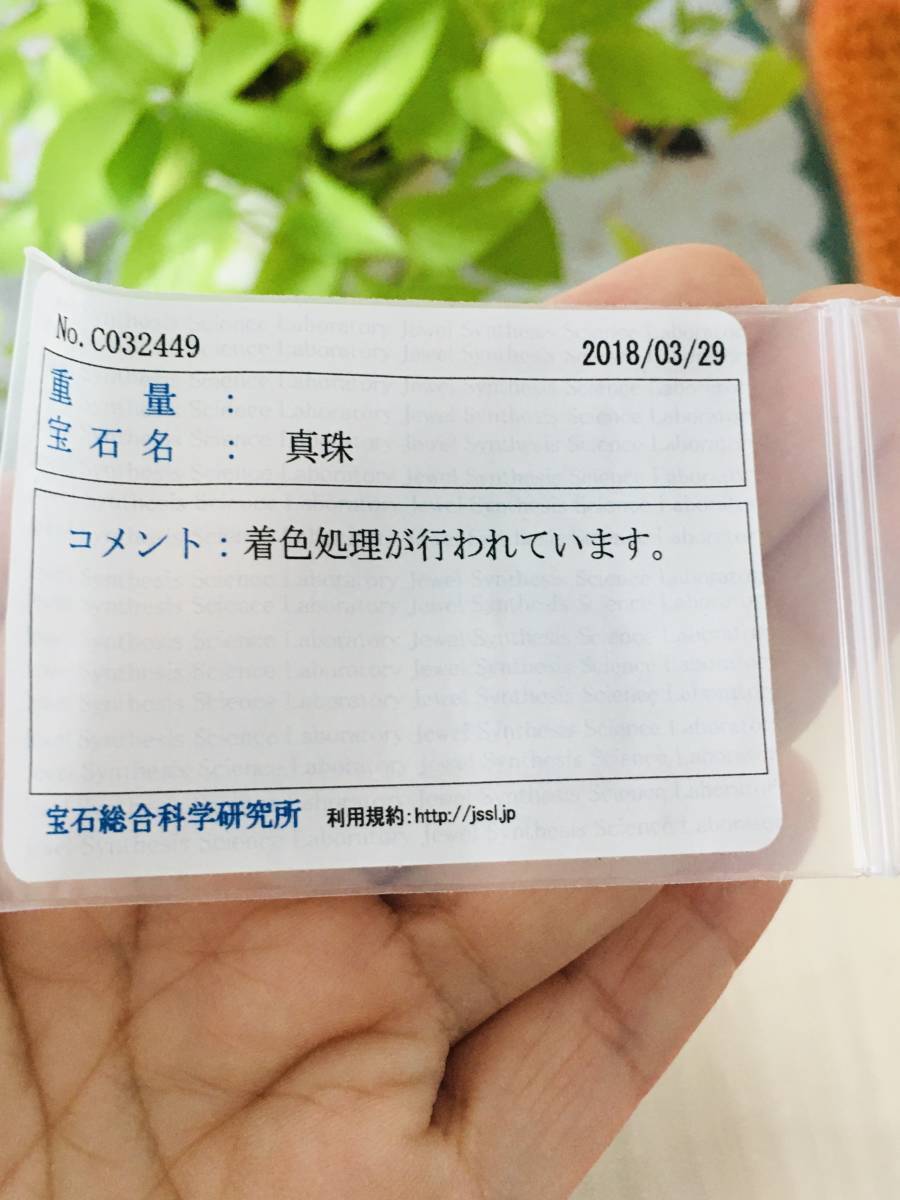 No.C032449
2018/03/29
重量：
宝石名： 真珠
コメント：着色処理が行われています。
宝石総合科学研究所 利用規約:http://jssl.jp